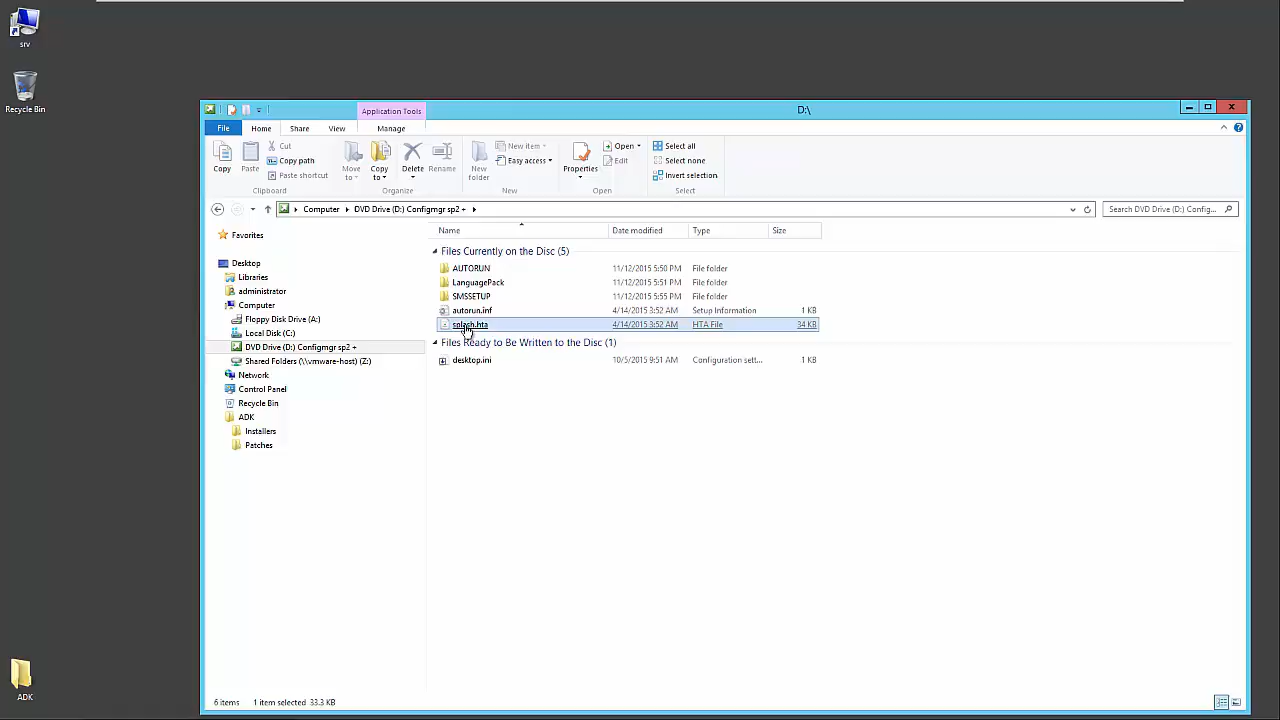 srv
Recycle Bin
ADK
Application Tools
D:\
File
Home
Share
View
Manage
Copy
Paste
Cut
Copy path
Paste shortcut
Clipboard
Move to
Copy to
Delete
Rename
Organize
New folder
New item
Easy access
New
Properties
Open
Edit
Open
Select all
Select none
Invert selection
Select
Computer
DVD Drive (D:) Configmgr sp2 +
Search DVD Drive (D:) Config...
Favorites
Desktop
Libraries
administrator
Computer
Floppy Disk Drive (A:)
Local Disk (C:)
DVD Drive (D:) Configmgr sp2 +
Shared Folders (\\vmware-host) (Z:)
Network
Control Panel
Recycle Bin
ADK
Installers
Patches
Name Date modified Type Size
Files Currently on the Disc (5)
AUTORUN 11/12/2015 5:50 PM File folder
LanguagePack 11/12/2015 5:51 PM File folder
SMSSETUP 11/12/2015 5:55 PM File folder
autorun.inf 4/14/2015 3:52 AM Setup Information 1 KB
splash.hta 4/14/2015 3:52 AM HTA File 34 KB
Files Ready to Be Written to the Disc (1)
desktop.ini 10/5/2015 9:51 AM Configuration sett... 1 KB
6 items 1 item selected 33.3 KB